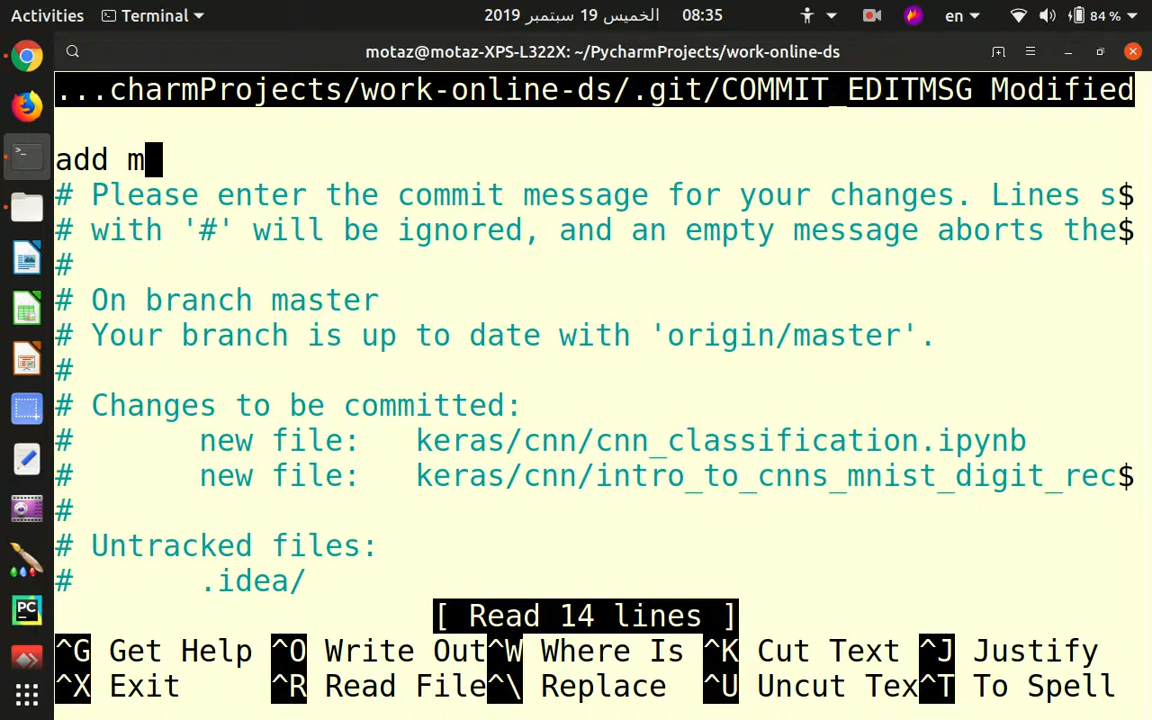 Activities Terminal 2019 الخميس 19 سبتمبر 08:35 en 84 %
motaz@motaz-XPS-L322X: ~/PycharmProjects/work-online-ds
...charmProjects/work-online-ds/.git/COMMIT_EDITMSG Modified
add m
# Please enter the commit message for your changes. Lines s$
# with '#' will be ignored, and an empty message aborts the$
#
# On branch master
# Your branch is up to date with 'origin/master'.
#
# Changes to be committed:
# new file: keras/cnn/cnn_classification.ipynb
# new file: keras/cnn/intro_to_cnns_mnist_digit_rec$
#
# Untracked files:
# .idea/
[ Read 14 lines ]
^G Get Help ^O Write Out ^W Where Is ^K Cut Text ^J Justify
^X Exit ^R Read File ^\ Replace ^U Uncut Tex ^T To Spell
PC